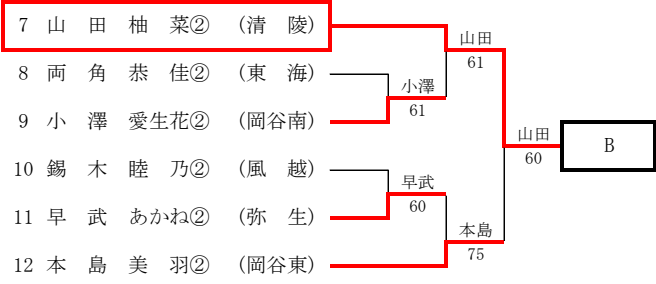 7 山 田 柚 菜② (清 陵)
山田
61
8 両 角 恭 佳② (東 海)
小澤
61
9 小 澤 愛生花② (岡谷南)
山田
60
B
10 錫 木 睦 乃② (風 越)
早武
60
11 早 武 あかね② (弥 生)
本島
75
12 本 島 美 羽② (岡谷東)